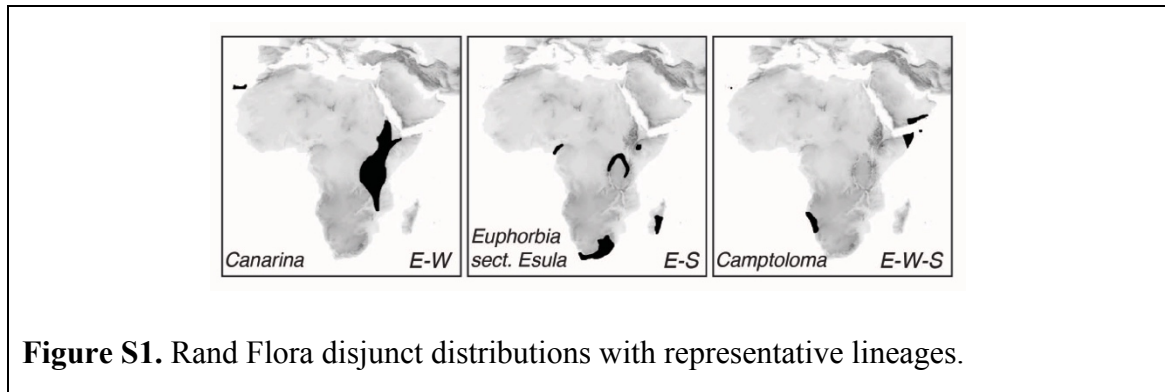 Canarina E-W
Euphorbia
sect. Esula E-S
Camptoloma E-W-S
Figure S1. Rand Flora disjunct distributions with representative lineages.